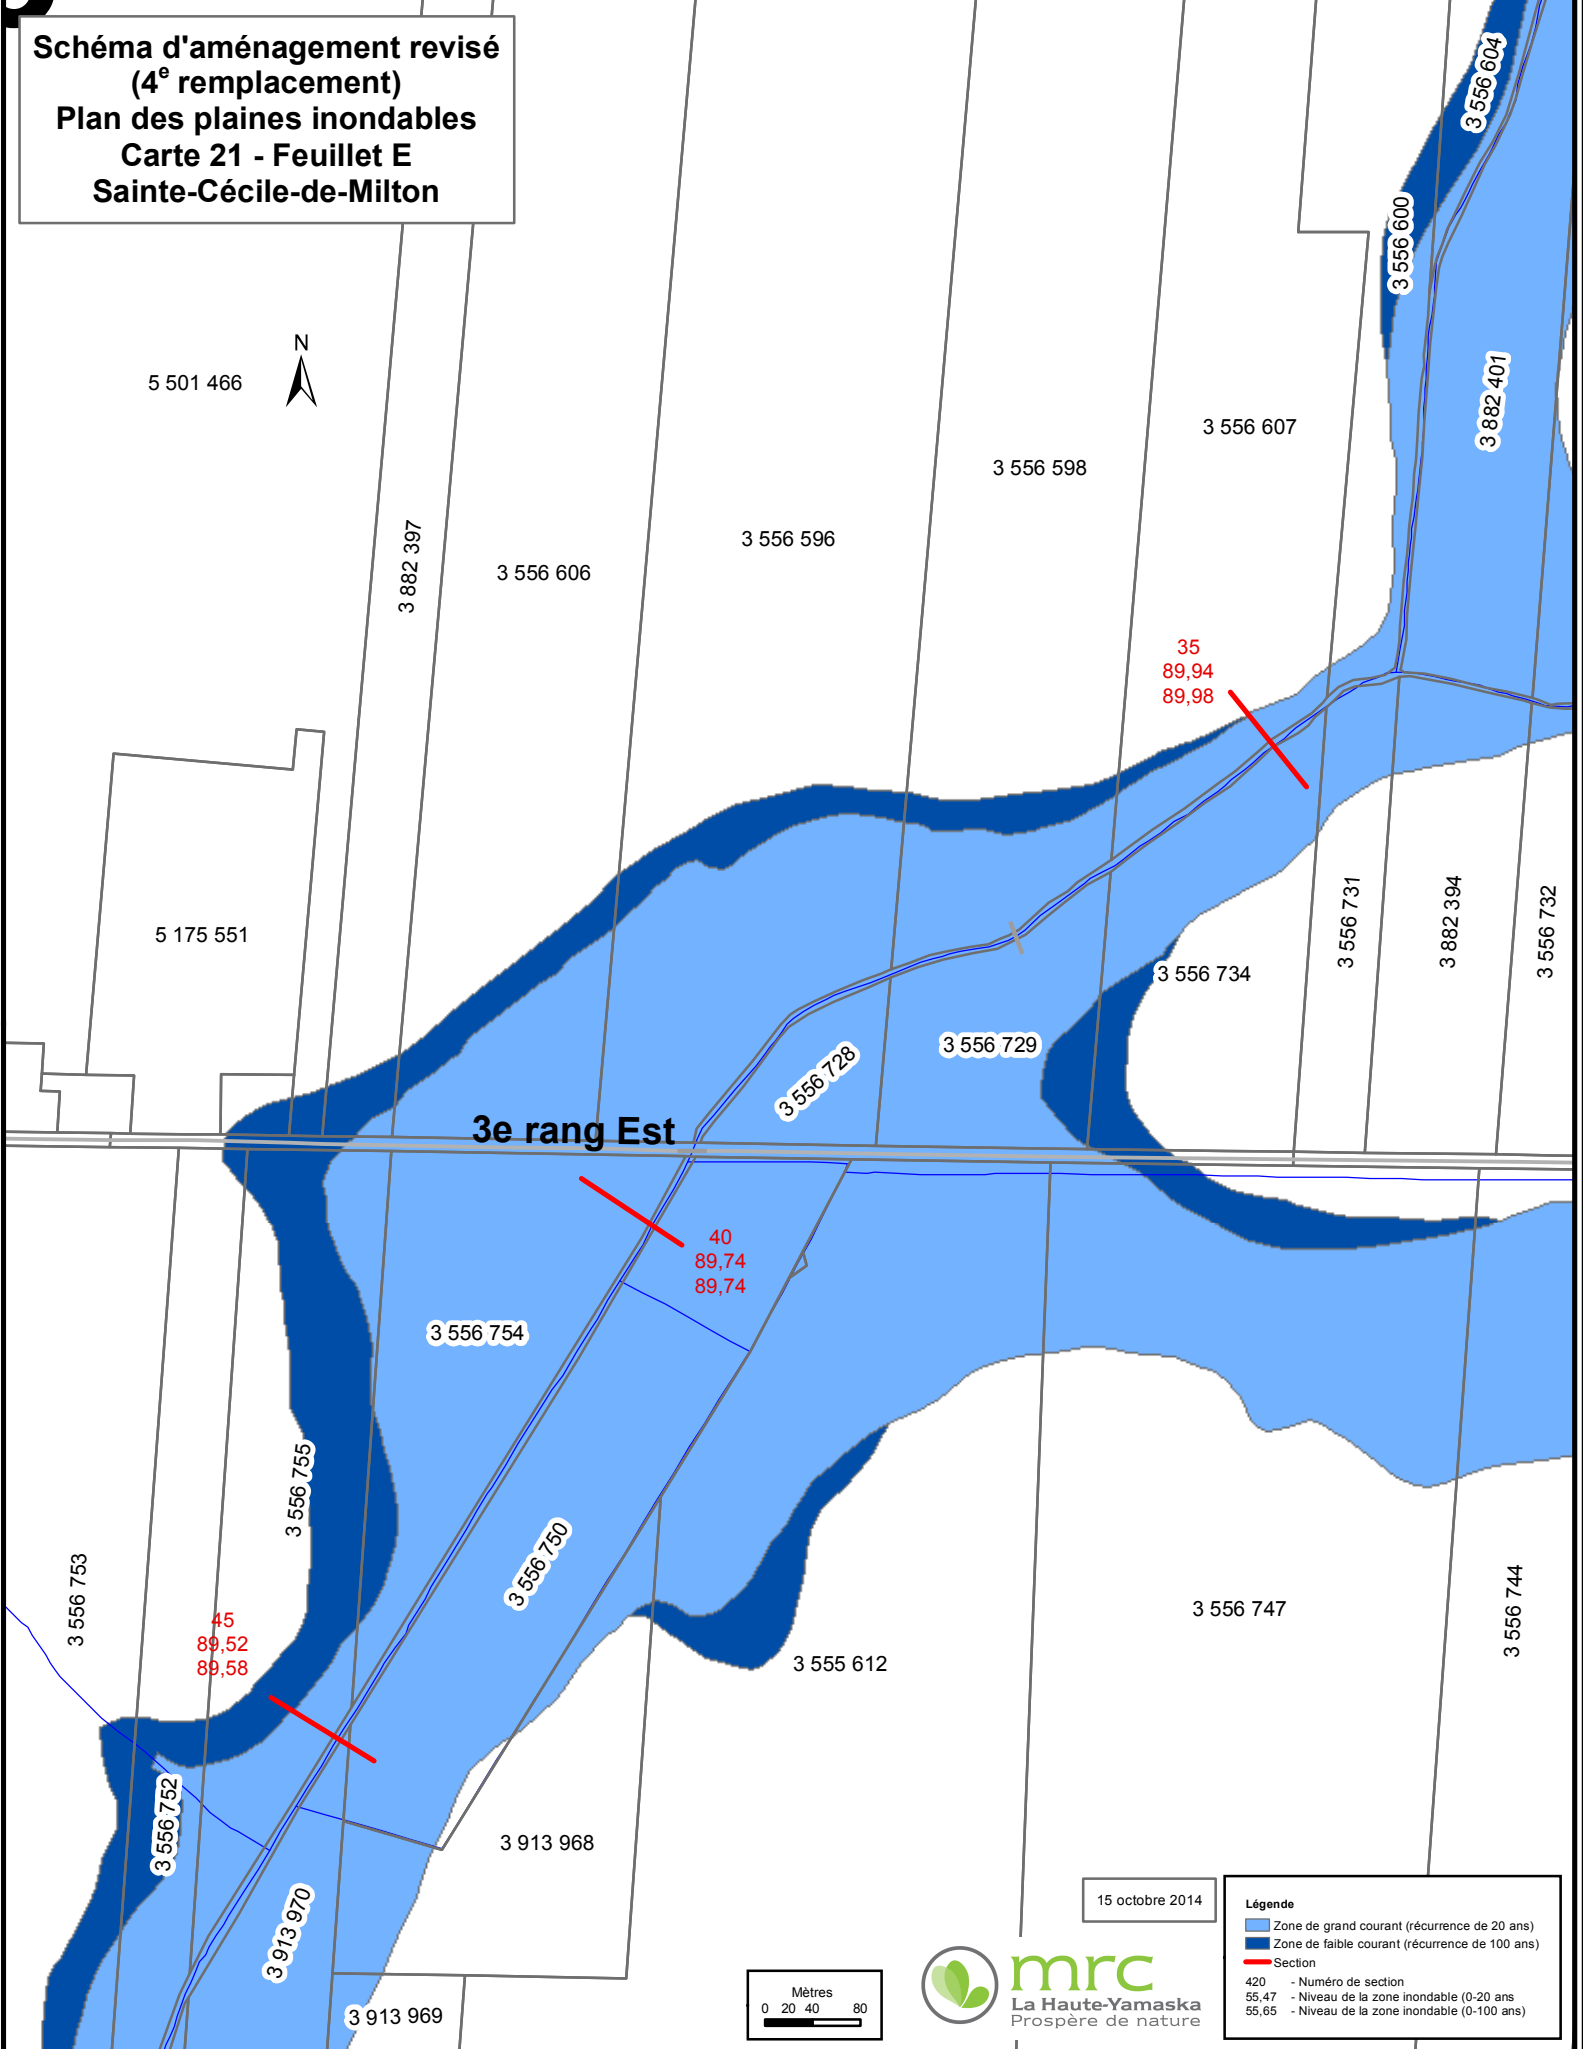 Schéma d'aménagement revisé
(4e remplacement)
Plan des plaines inondables
Carte 21 - Feuillet E
Sainte-Cécile-de-Milton
3 556 604
3 556 600
N
5 501 466
3 882 401
3 556 607
3 556 598
3 556 596
3 882 397
3 556 606
35
89,94
89,98
5 175 551
3 556 731
3 882 394
3 556 732
3 556 734
3 556 729
3 556 728
3e rang Est
40
89,74
89,74
3 556 754
3 556 755
3 556 750
3 556 753
45
89,52
89,58
3 556 747
3 556 744
3 555 612
3 556 752
3 913 968
3 913 970
3 913 969
15 octobre 2014
Mètres
0 20 40 80
mrc
La Haute-Yamaska
Prospère de nature
Légende
Zone de grand courant (récurrence de 20 ans)
Zone de faible courant (récurrence de 100 ans)
Section
420 - Numéro de section
55,47 - Niveau de la zone inondable (0-20 ans
55,65 - Niveau de la zone inondable (0-100 ans)